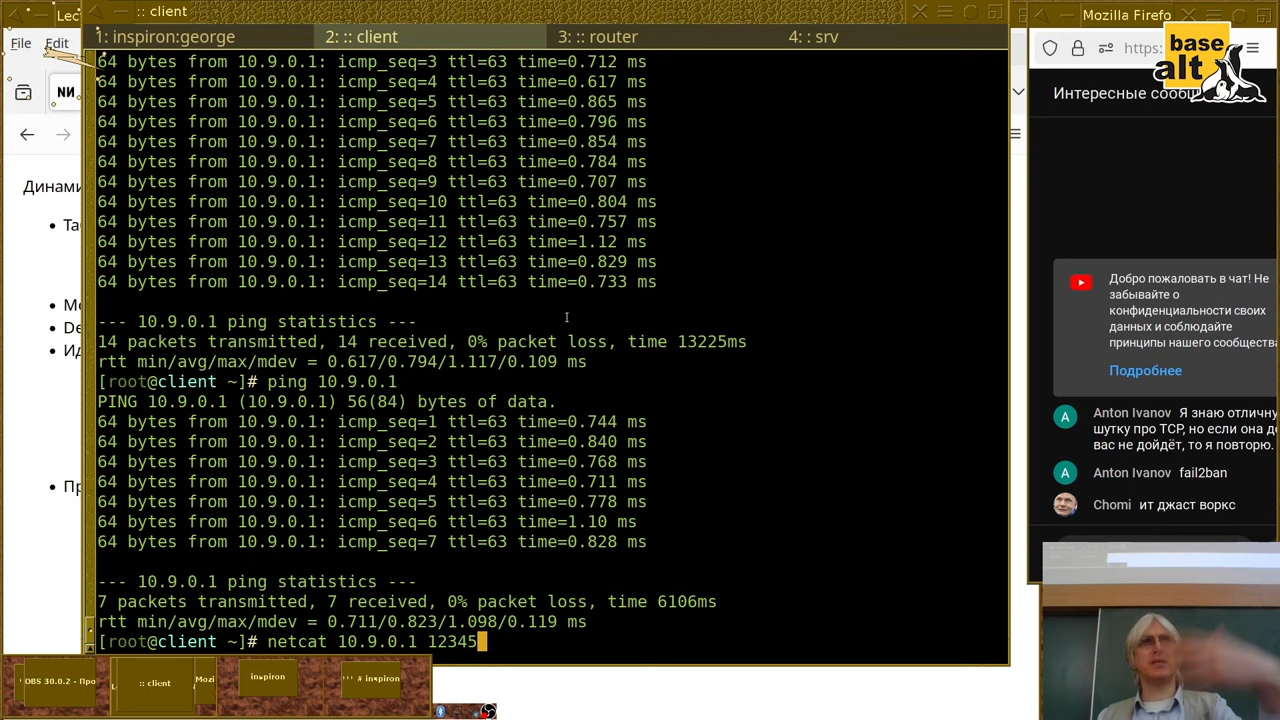 Lec
:: client
Mozilla Firefo
File Edit
1: inspiron:george
2: :: client
3: :: router
4: : srv
64 bytes from 10.9.0.1: icmp_seq=3 ttl=63 time=0.712 ms
64 bytes from 10.9.0.1: icmp_seq=4 ttl=63 time=0.617 ms
64 bytes from 10.9.0.1: icmp_seq=5 ttl=63 time=0.865 ms
64 bytes from 10.9.0.1: icmp_seq=6 ttl=63 time=0.796 ms
64 bytes from 10.9.0.1: icmp_seq=7 ttl=63 time=0.854 ms
64 bytes from 10.9.0.1: icmp_seq=8 ttl=63 time=0.784 ms
64 bytes from 10.9.0.1: icmp_seq=9 ttl=63 time=0.707 ms
64 bytes from 10.9.0.1: icmp_seq=10 ttl=63 time=0.804 ms
64 bytes from 10.9.0.1: icmp_seq=11 ttl=63 time=0.757 ms
64 bytes from 10.9.0.1: icmp_seq=12 ttl=63 time=1.12 ms
64 bytes from 10.9.0.1: icmp_seq=13 ttl=63 time=0.829 ms
64 bytes from 10.9.0.1: icmp_seq=14 ttl=63 time=0.733 ms
--- 10.9.0.1 ping statistics ---
14 packets transmitted, 14 received, 0% packet loss, time 13225ms
rtt min/avg/max/mdev = 0.617/0.794/1.117/0.109 ms
[root@client ~]# ping 10.9.0.1
PING 10.9.0.1 (10.9.0.1) 56(84) bytes of data.
64 bytes from 10.9.0.1: icmp_seq=1 ttl=63 time=0.744 ms
64 bytes from 10.9.0.1: icmp_seq=2 ttl=63 time=0.840 ms
64 bytes from 10.9.0.1: icmp_seq=3 ttl=63 time=0.768 ms
64 bytes from 10.9.0.1: icmp_seq=4 ttl=63 time=0.711 ms
64 bytes from 10.9.0.1: icmp_seq=5 ttl=63 time=0.778 ms
64 bytes from 10.9.0.1: icmp_seq=6 ttl=63 time=1.10 ms
64 bytes from 10.9.0.1: icmp_seq=7 ttl=63 time=0.828 ms
--- 10.9.0.1 ping statistics ---
7 packets transmitted, 7 received, 0% packet loss, time 6106ms
rtt min/avg/max/mdev = 0.711/0.823/1.098/0.119 ms
[root@client ~]# netcat 10.9.0.1 12345
Динами
Та
Мо
De
Ид
Пр
https:
base
alt
Интересные сообщ
Добро пожаловать в чат! Не
забывайте о
конфиденциальности своих
данных и соблюдайте
принципы нашего сообщества
Подробнее
Anton Ivanov Я знаю отличну
шутку про TCP, но если она до
вас не дойдёт, то я повторю.
Anton Ivanov fail2ban
Chomi ит джаст воркс
OBS 30.0.2 - Про
:: client
Mozi
inspiron
# inspiron